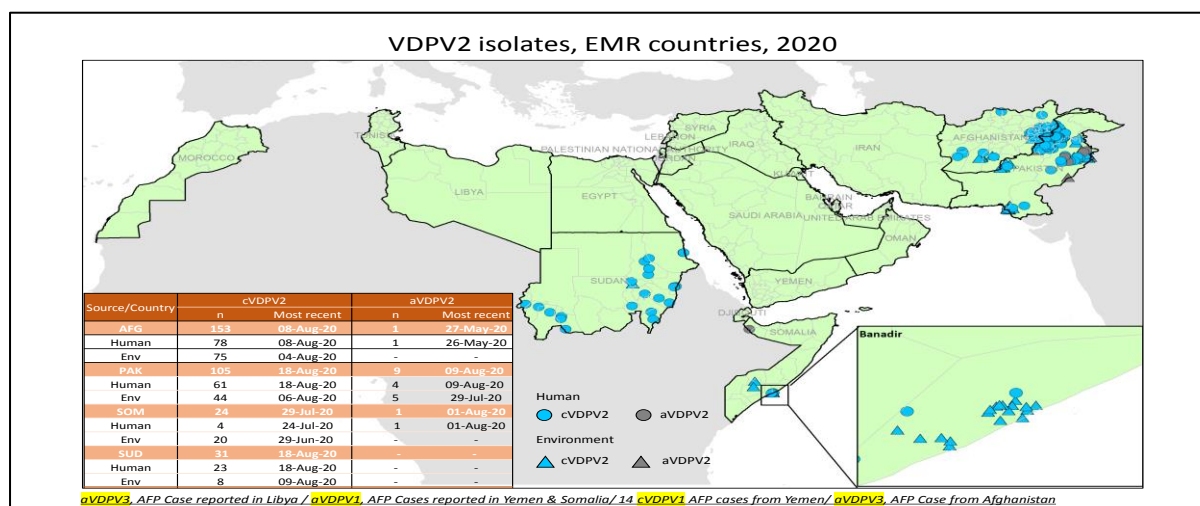 VDPV2 isolates, EMR countries, 2020
TUNISIA
SYRIA
LEBANON
AFGHANISTAN
MOROCCO
PALESTINIAN NATIONAL AUTHORITY
IRAQ
IRAN
JORDAN
PAKISTAN
KUWAIT
LIBYA
EGYPT
BAHRAIN
QATAR
SAUDI ARABIA
UNITED ARAB EMIRATES
OMAN
SUDAN
YEMEN
DJIBOUTI
SOMALIA
Source/Country cVDPV2 aVDPV2
n Most recent n Most recent
AFG 153 08-Aug-20 1 27-May-20
Human 78 08-Aug-20 1 26-May-20
Env 75 04-Aug-20 - -
PAK 105 18-Aug-20 9 09-Aug-20
Human 61 18-Aug-20 4 09-Aug-20
Env 44 06-Aug-20 5 29-Jul-20
SOM 24 29-Jul-20 1 01-Aug-20
Human 4 24-Jul-20 1 01-Aug-20
Env 20 29-Jun-20 - -
SUD 31 18-Aug-20 - -
Human 23 18-Aug-20 - -
Env 8 09-Aug-20 - -
Human
cVDPV2 aVDPV2
Environment
cVDPV2 aVDPV2
Banadir
aVDPV3, AFP Case reported in Libya / aVDPV1, AFP Cases reported in Yemen & Somalia/ 14 cVDPV1 AFP cases from Yemen/ aVDPV3, AFP Case from Afghanistan